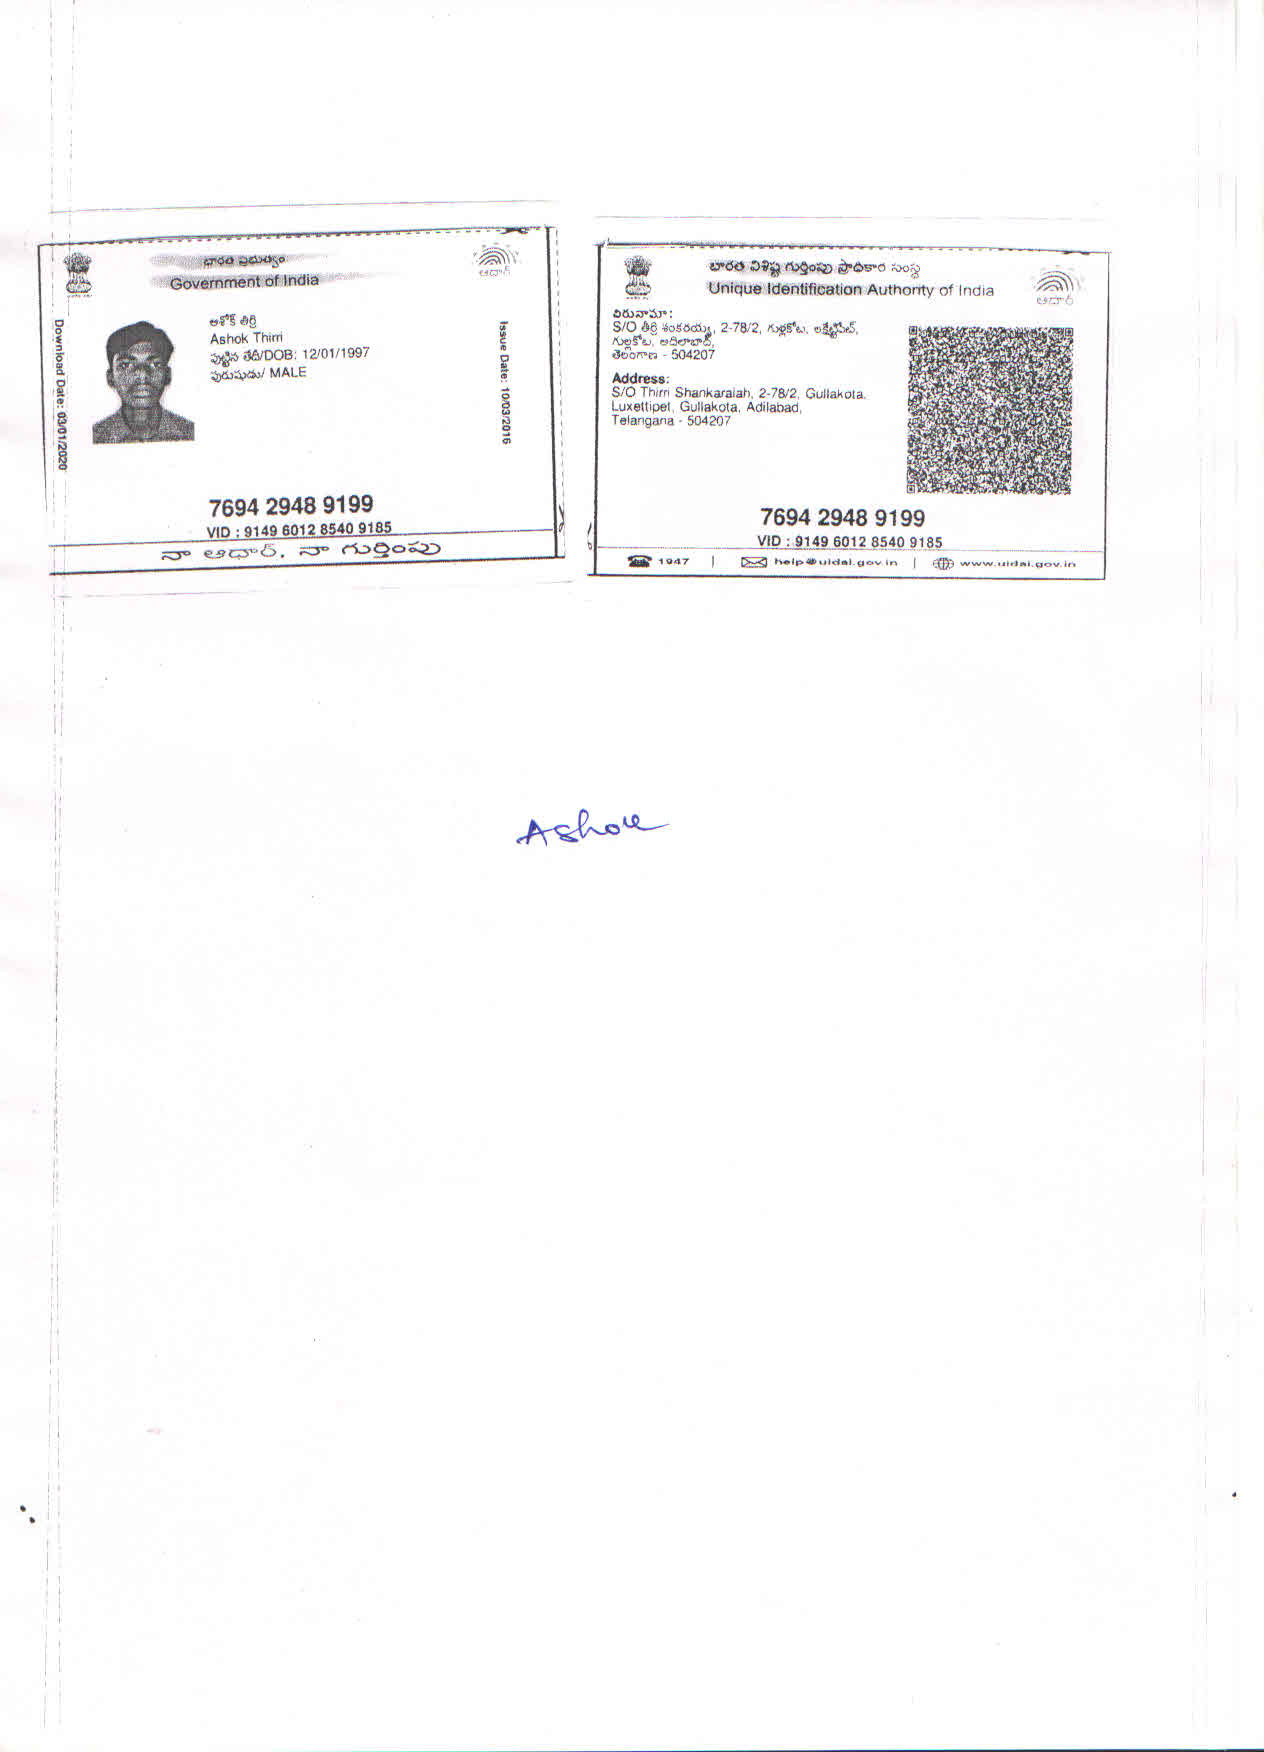 భారత ప్రభుత్వం
Government of India
ఆధార్
అశోక్ తిర్రి
Ashok Thirri
పుట్టిన తేదీ/DOB: 12/01/1997
పురుషుడు/ MALE
Download Date: 03/01/2020
Issue Date: 10/03/2016
7694 2948 9199
VID : 9149 6012 8540 9185
నా ఆధార్, నా గుర్తింపు
భారత విశిష్ట గుర్తింపు ప్రాధికార సంస్థ
Unique Identification Authority of India
ఆధార్
చిరునామా:
S/O తిర్రి శంకరయ్య, 2-78/2, గుళ్లకోట, లక్షెట్టిపేట్,
గుల్లకోట, అదిలాబాద్,
తెలంగాణ - 504207
Address:
S/O Thirri Shankaraiah, 2-78/2, Gullakota,
Luxettipet, Gullakota, Adilabad,
Telangana - 504207
7694 2948 9199
VID : 9149 6012 8540 9185
1947 | help@uidai.gov.in | www.uidai.gov.in
Ashok